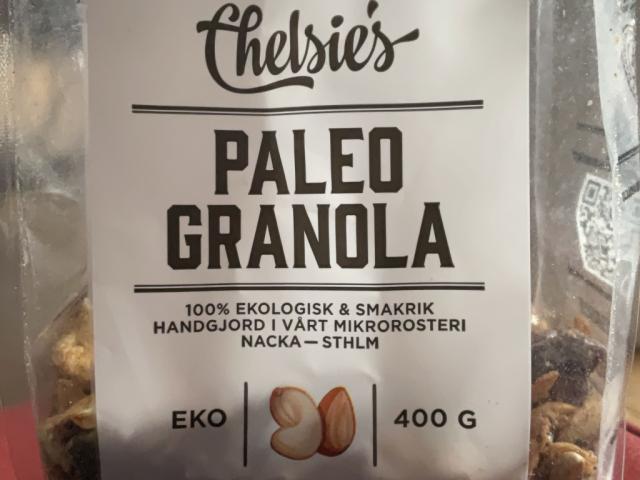 Chelsie's
PALEO
GRANOLA
100% EKOLOGISK & SMAKRIK
HANDGJORD I VÅRT MIKROROSTERI
NACKA — STHLM
EKO
400 G